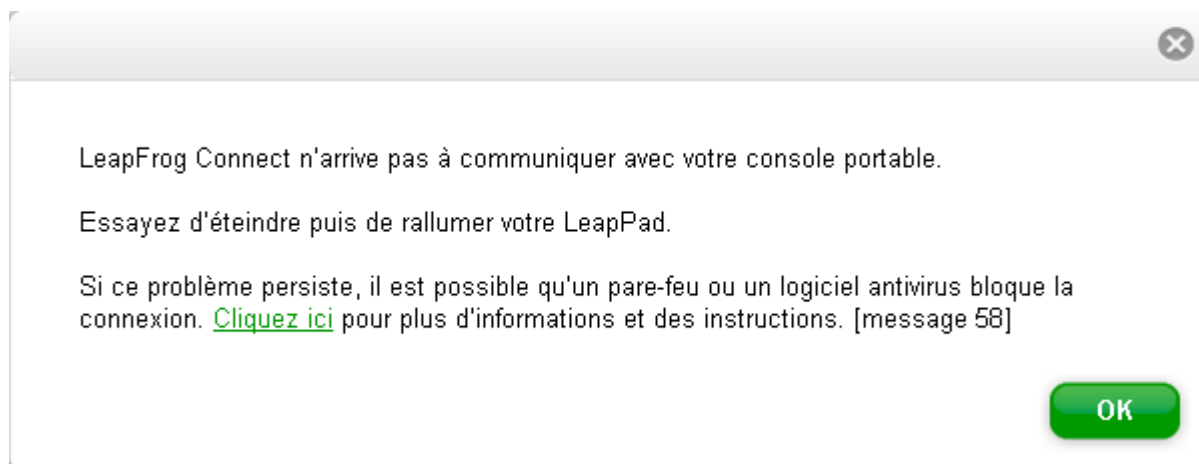 LeapFrog Connect n'arrive pas à communiquer avec votre console portable.
Essayez d'éteindre puis de rallumer votre LeapPad.
Si ce problème persiste, il est possible qu'un pare-feu ou un logiciel antivirus bloque la
connexion. Cliquez ici pour plus d'informations et des instructions. [message 58]
OK